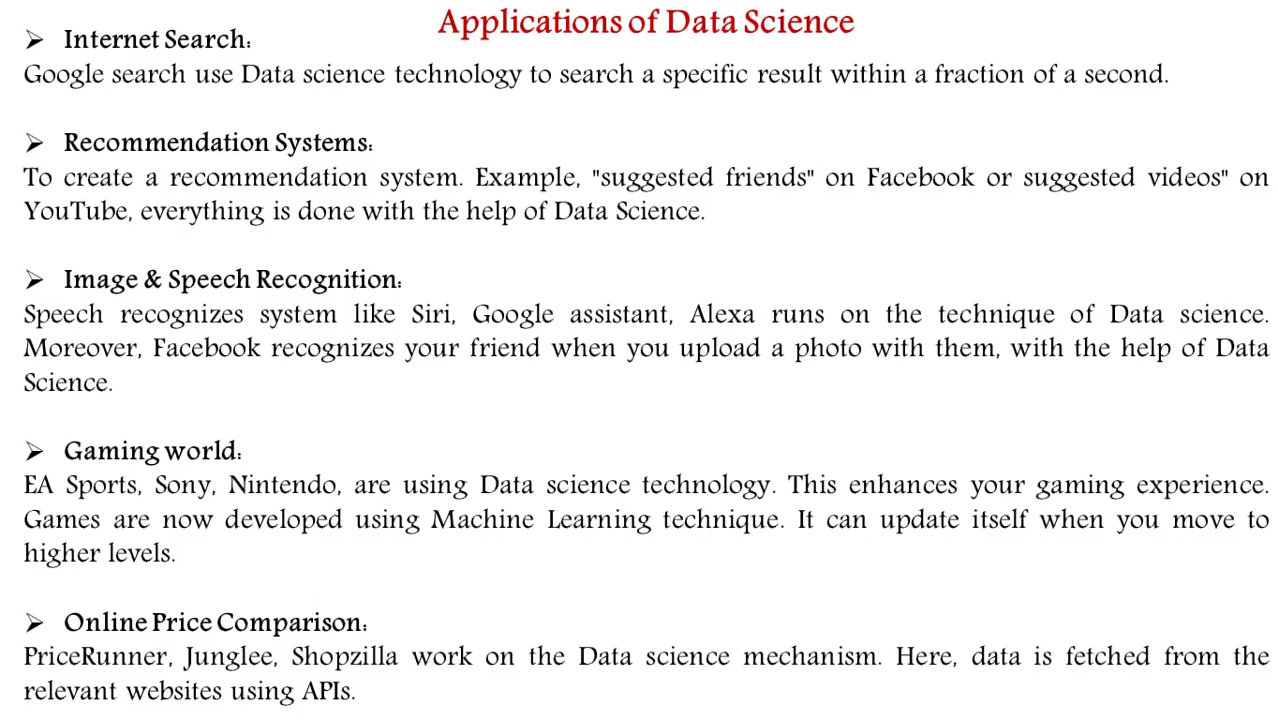 Applications of Data Science
➢ Internet Search:
Google search use Data science technology to search a specific result within a fraction of a second.
➢ Recommendation Systems:
To create a recommendation system. Example, "suggested friends" on Facebook or suggested videos" on
YouTube, everything is done with the help of Data Science.
➢ Image & Speech Recognition:
Speech recognizes system like Siri, Google assistant, Alexa runs on the technique of Data science.
Moreover, Facebook recognizes your friend when you upload a photo with them, with the help of Data
Science.
➢ Gaming world:
EA Sports, Sony, Nintendo, are using Data science technology. This enhances your gaming experience.
Games are now developed using Machine Learning technique. It can update itself when you move to
higher levels.
➢ Online Price Comparison:
PriceRunner, Junglee, Shopzilla work on the Data science mechanism. Here, data is fetched from the
relevant websites using APIs.